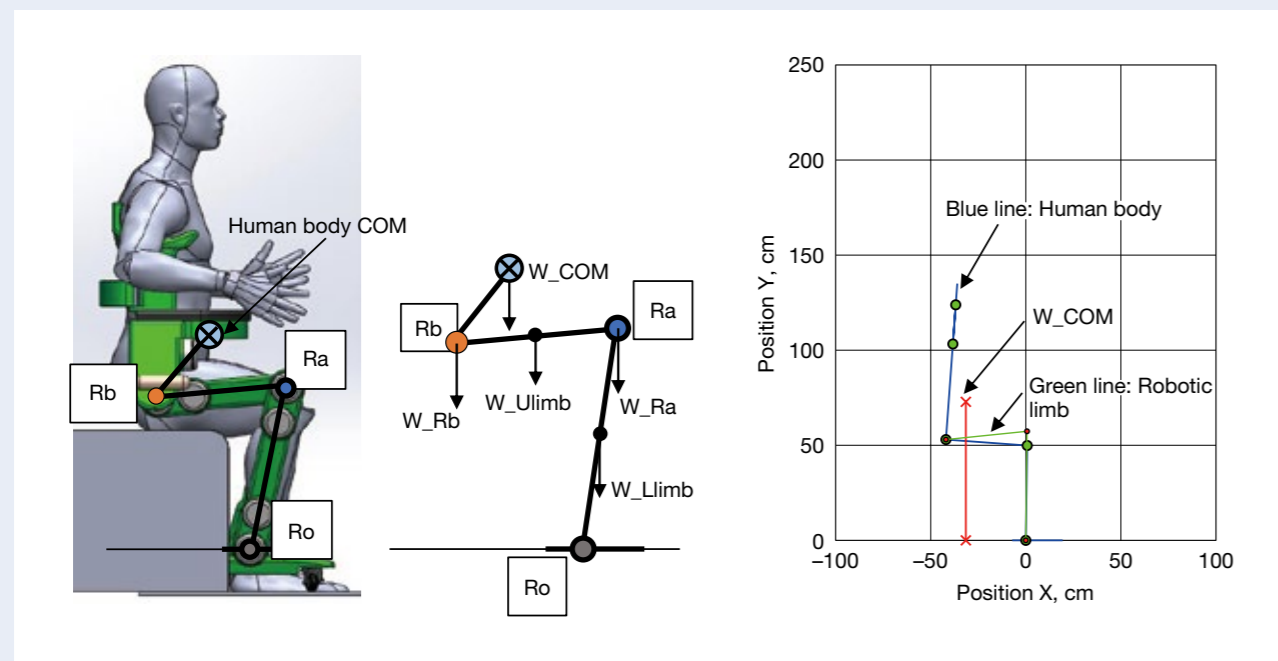 Human body COM
Rb
Ra
Ro
W_COM
Rb
Ra
W_Rb
W_Ulimb
W_Ra
W_Llimb
Ro
250
200
150
100
50
0
Position Y, cm
Blue line: Human body
W_COM
Green line: Robotic
limb
–100
–50
0
50
100
Position X, cm